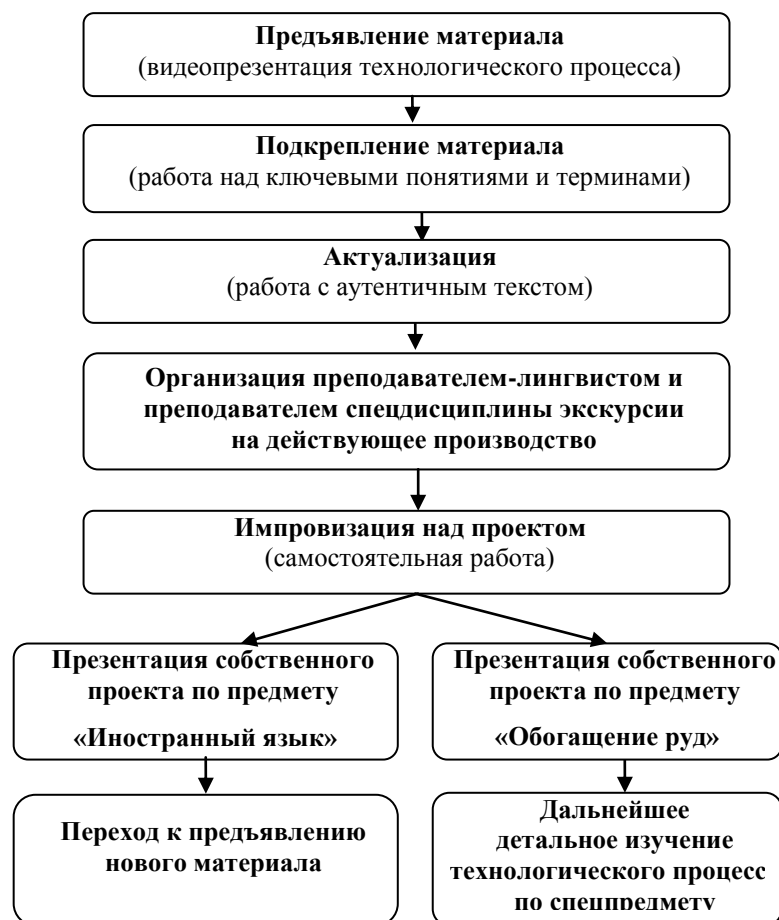 Предъявление материала
(видеопрезентация технологического процесса)
Подкрепление материала
(работа над ключевыми понятиями и терминами)
Актуализация
(работа с аутентичным текстом)
Организация преподавателем-лингвистом и
преподавателем спецдисциплины экскурсии
на действующее производство
Импровизация над проектом
(самостоятельная работа)
Презентация собственного
проекта по предмету
«Иностранный язык»
Презентация собственного
проекта по предмету
«Обогащение руд»
Переход к предъявлению
нового материала
Дальнейшее
детальное изучение
технологического процесс
по спецпредмету